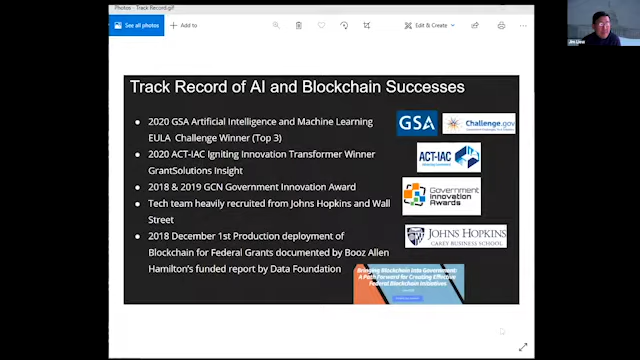 Photos - Track Record.gif
See all photos
Add to
Edit & Create
Track Record of AI and Blockchain Successes
● 2020 GSA Artificial Intelligence and Machine Learning
EULA Challenge Winner (Top 3)
● 2020 ACT-IAC Igniting Innovation Transformer Winner
GrantSolutions Insight
● 2018 & 2019 GCN Government Innovation Award
● Tech team heavily recruited from Johns Hopkins and Wall
Street
● 2018 December 1st Production deployment of
Blockchain for Federal Grants documented by Booz Allen
Hamilton's funded report by Data Foundation
GSA
Challenge.gov
ACT-IAC
Government
Innovation
Awards
JOHNS HOPKINS
CAREY BUSINESS SCHOOL
Bringing Blockchain Into Government:
A Path Forward for Creating Effective
Federal Blockchain Initiatives